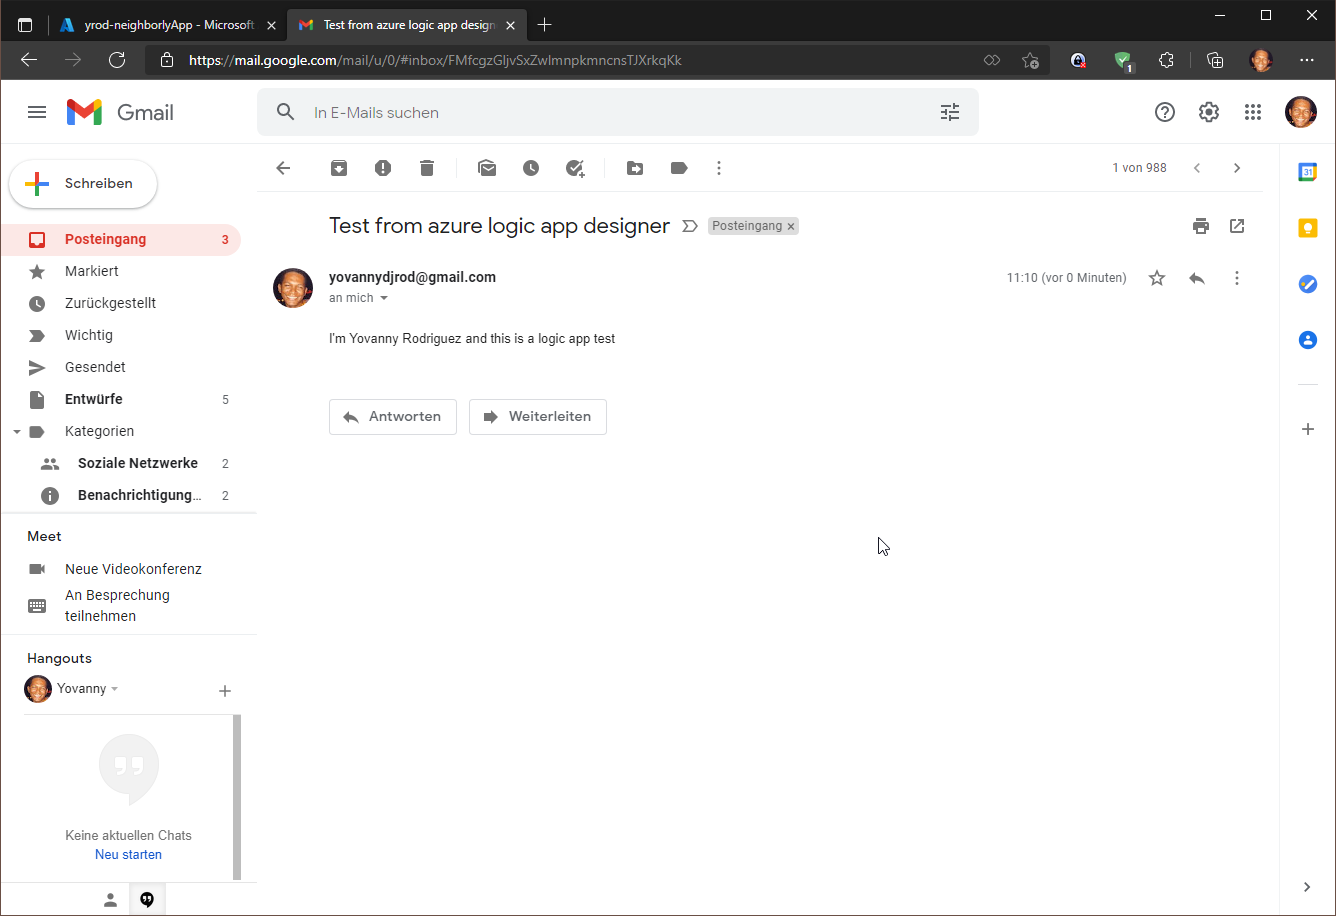 yrod-neighborlyApp - Microsoft
Test from azure logic app design
https://mail.google.com/mail/u/0/#inbox/FMfcgzGljvSxZwlmnpkmncnsTJXrkqKk
1
Gmail
In E-Mails suchen
Schreiben
1 von 988
31
Posteingang 3
Markiert
Zurückgestellt
Wichtig
Gesendet
Entwürfe 5
Kategorien
Soziale Netzwerke 2
Benachrichtigung... 2
Test from azure logic app designer Posteingang x
yovannydjrod@gmail.com 11:10 (vor 0 Minuten)
an mich
I'm Yovanny Rodriguez and this is a logic app test
Antworten Weiterleiten
Meet
Neue Videokonferenz
An Besprechung
teilnehmen
Hangouts
Yovanny
Keine aktuellen Chats
Neu starten